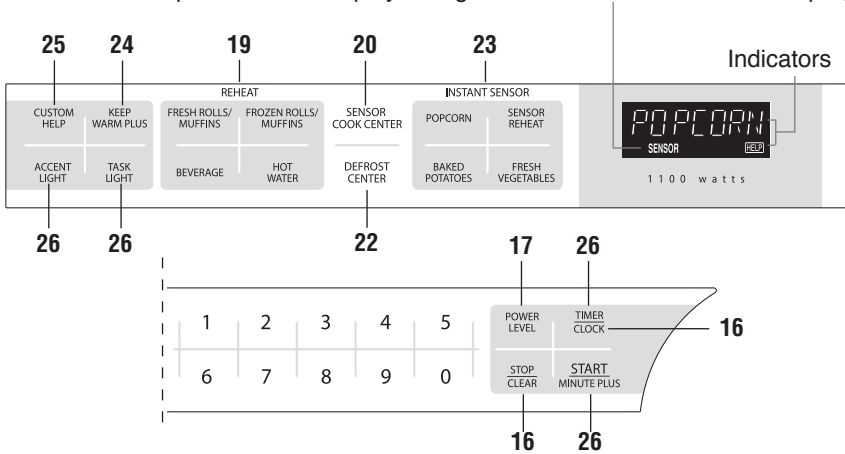 25 24 19 20 23
Indicators
REHEAT INSTANT SENSOR
CUSTOM HELP
KEEP WARM PLUS
FRESH ROLLS/ MUFFINS
FROZEN ROLLS/ MUFFINS
SENSOR COOK CENTER
POPCORN
SENSOR REHEAT
ACCENT LIGHT
TASK LIGHT
BEVERAGE
HOT WATER
DEFROST CENTER
BAKED POTATOES
FRESH VEGETABLES
POPCORN
SENSOR HELP
1100 watts
26 26 22
17 26
1 2 3 4 5
POWER LEVEL
TIMER
CLOCK
16
6 7 8 9 0
STOP
CLEAR
START
MINUTE PLUS
16 26